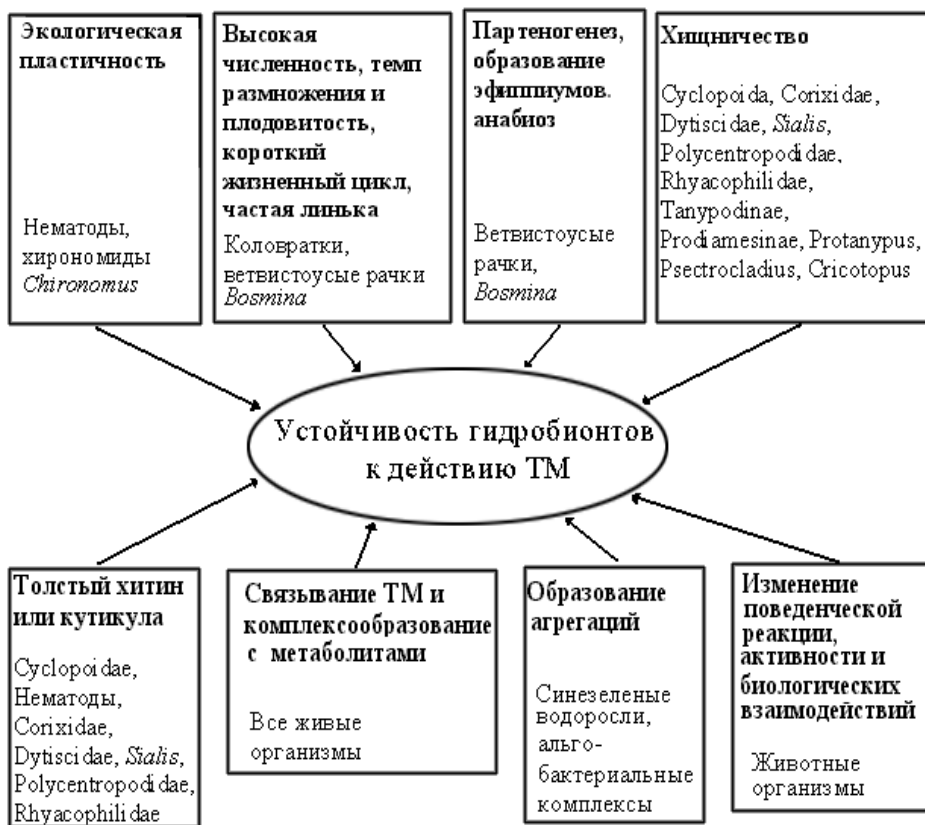 Экологическая
пластичность
Нематоды,
хирономиды
Chironomus
Высокая
численность, темп
размножения и
плодовитость,
короткий
жизненный цикл,
частая линька
Коловратки,
ветвистоусые рачки
Bosmina
Партеногенез,
образование
эфиппиумов.
анабиоз
Ветвистоусые
рачки,
Bosmina
Хищничество
Cyclopoida, Corixidae,
Dytiscidae, Sialis,
Polycentropodidae,
Rhyacophilidae,
Tanypodinae,
Prodiamesinae, Protanypus,
Psectrocladius, Cricotopus
Устойчивость гидробионтов
к действию ТМ
Толстый хитин
или кутикула
Cyclopoidae,
Нематоды,
Corixidae,
Dytiscidae, Sialis,
Polycentropodidae,
Rhyacophilidae
Связывание ТМ и
комплексообразование
с метаболитами
Все живые
организмы
Образование
агрегаций
Синезеленые
водоросли,
альго-
бактериальные
комплексы
Изменение
поведенческой
реакции,
активности и
биологических
взаимодействий
Животные
организмы